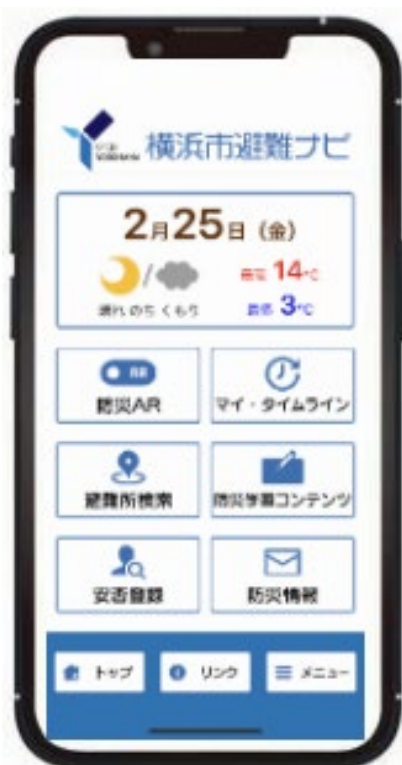 横浜市避難ナビ
2月25日（金）
最高 14℃
晴れ のち くもり
最低 3℃
AR
防災AR
マイ・タイムライン
避難所検索
防災学習コンテンツ
安否登録
防災情報
トップ
リンク
メニュー